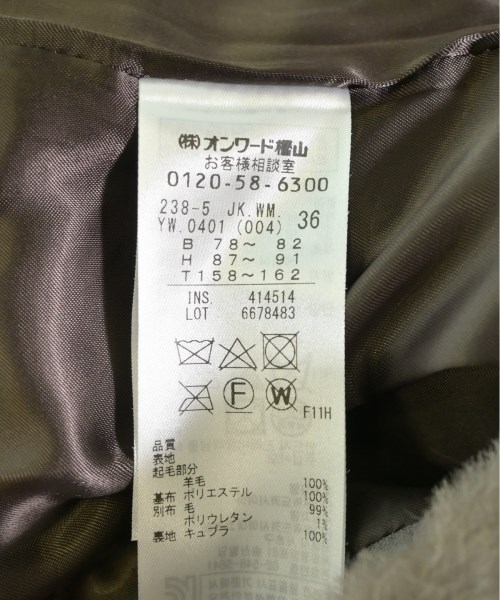 (株)オンワード樫山
お客様相談室
0120-58-6300
238-5 JK.WM. 36
YW.0401 (004)
B 78〜 82
H 87〜 91
T158〜162
INS. 414514
LOT 6678483
F W F11H
品質
表地
起毛部分
羊毛 100%
基布 ポリエステル 100%
別布 毛 99%
ポリウレタン 1%
裏地 キュプラ 100%